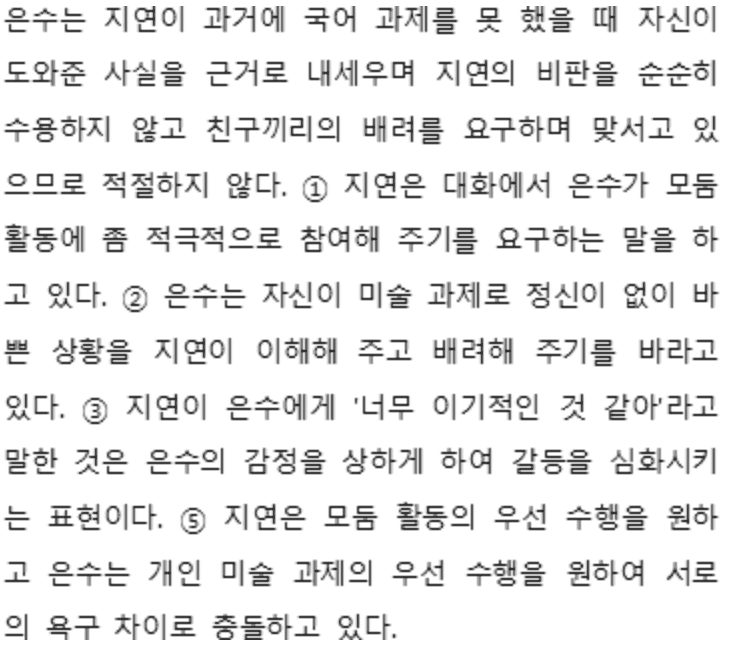 은수는 지연이 과거에 국어 과제를 못 했을 때 자신이
도와준 사실을 근거로 내세우며 지연의 비판을 순순히
수용하지 않고 친구끼리의 배려를 요구하며 맞서고 있
으므로 적절하지 않다. ① 지연은 대화에서 은수가 모둠
활동에 좀 적극적으로 참여해 주기를 요구하는 말을 하
고 있다. ② 은수는 자신이 미술 과제로 정신이 없이 바
쁜 상황을 지연이 이해해 주고 배려해 주기를 바라고
있다. ③ 지연이 은수에게 '너무 이기적인 것 같아'라고
말한 것은 은수의 감정을 상하게 하여 갈등을 심화시키
는 표현이다. ⑤ 지연은 모둠 활동의 우선 수행을 원하
고 은수는 개인 미술 과제의 우선 수행을 원하여 서로
의 욕구 차이로 충돌하고 있다.